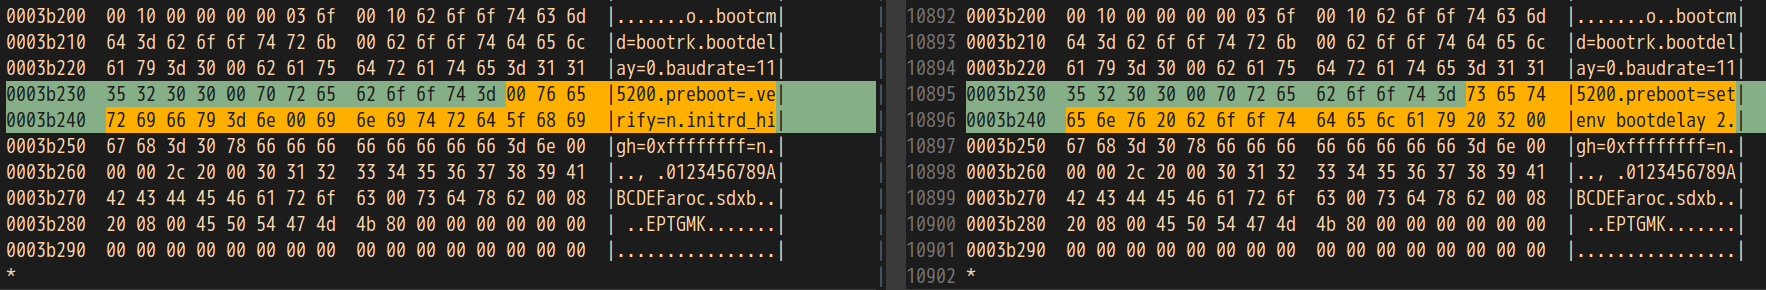 0003b200 00 10 00 00 00 00 03 6f 00 10 62 6f 6f 74 63 6d |.......o..bootcm|
0003b210 64 3d 62 6f 6f 74 72 6b 00 62 6f 6f 74 64 65 6c |d=bootrk.bootdel|
0003b220 61 79 3d 30 00 62 61 75 64 72 61 74 65 3d 31 31 |ay=0.baudrate=11|
0003b230 35 32 30 30 00 70 72 65 62 6f 6f 74 3d 00 76 65 |5200.preboot=.ve|
0003b240 72 69 66 79 3d 6e 00 69 6e 69 74 72 64 5f 68 69 |rify=n.initrd_hi|
0003b250 67 68 3d 30 78 66 66 66 66 66 66 66 66 3d 6e 00 |gh=0xffffffff=n.|
0003b260 00 00 2c 20 00 30 31 32 33 34 35 36 37 38 39 41 |.., .0123456789A|
0003b270 42 43 44 45 46 61 72 6f 63 00 73 64 78 62 00 08 |BCDEFaroc.sdxb..|
0003b280 20 08 00 45 50 54 47 4d 4b 80 00 00 00 00 00 00 | ..EPTGMK.......|
0003b290 00 00 00 00 00 00 00 00 00 00 00 00 00 00 00 00 |................|
*
10892 0003b200 00 10 00 00 00 00 03 6f 00 10 62 6f 6f 74 63 6d |.......o..bootcm|
10893 0003b210 64 3d 62 6f 6f 74 72 6b 00 62 6f 6f 74 64 65 6c |d=bootrk.bootdel|
10894 0003b220 61 79 3d 30 00 62 61 75 64 72 61 74 65 3d 31 31 |ay=0.baudrate=11|
10895 0003b230 35 32 30 30 00 70 72 65 62 6f 6f 74 3d 73 65 74 |5200.preboot=set|
10896 0003b240 65 6e 76 20 62 6f 6f 74 64 65 6c 61 79 20 32 00 |env bootdelay 2.|
10897 0003b250 67 68 3d 30 78 66 66 66 66 66 66 66 66 3d 6e 00 |gh=0xffffffff=n.|
10898 0003b260 00 00 2c 20 00 30 31 32 33 34 35 36 37 38 39 41 |.., .0123456789A|
10899 0003b270 42 43 44 45 46 61 72 6f 63 00 73 64 78 62 00 08 |BCDEFaroc.sdxb..|
10900 0003b280 20 08 00 45 50 54 47 4d 4b 80 00 00 00 00 00 00 | ..EPTGMK.......|
10901 0003b290 00 00 00 00 00 00 00 00 00 00 00 00 00 00 00 00 |................|
10902 *